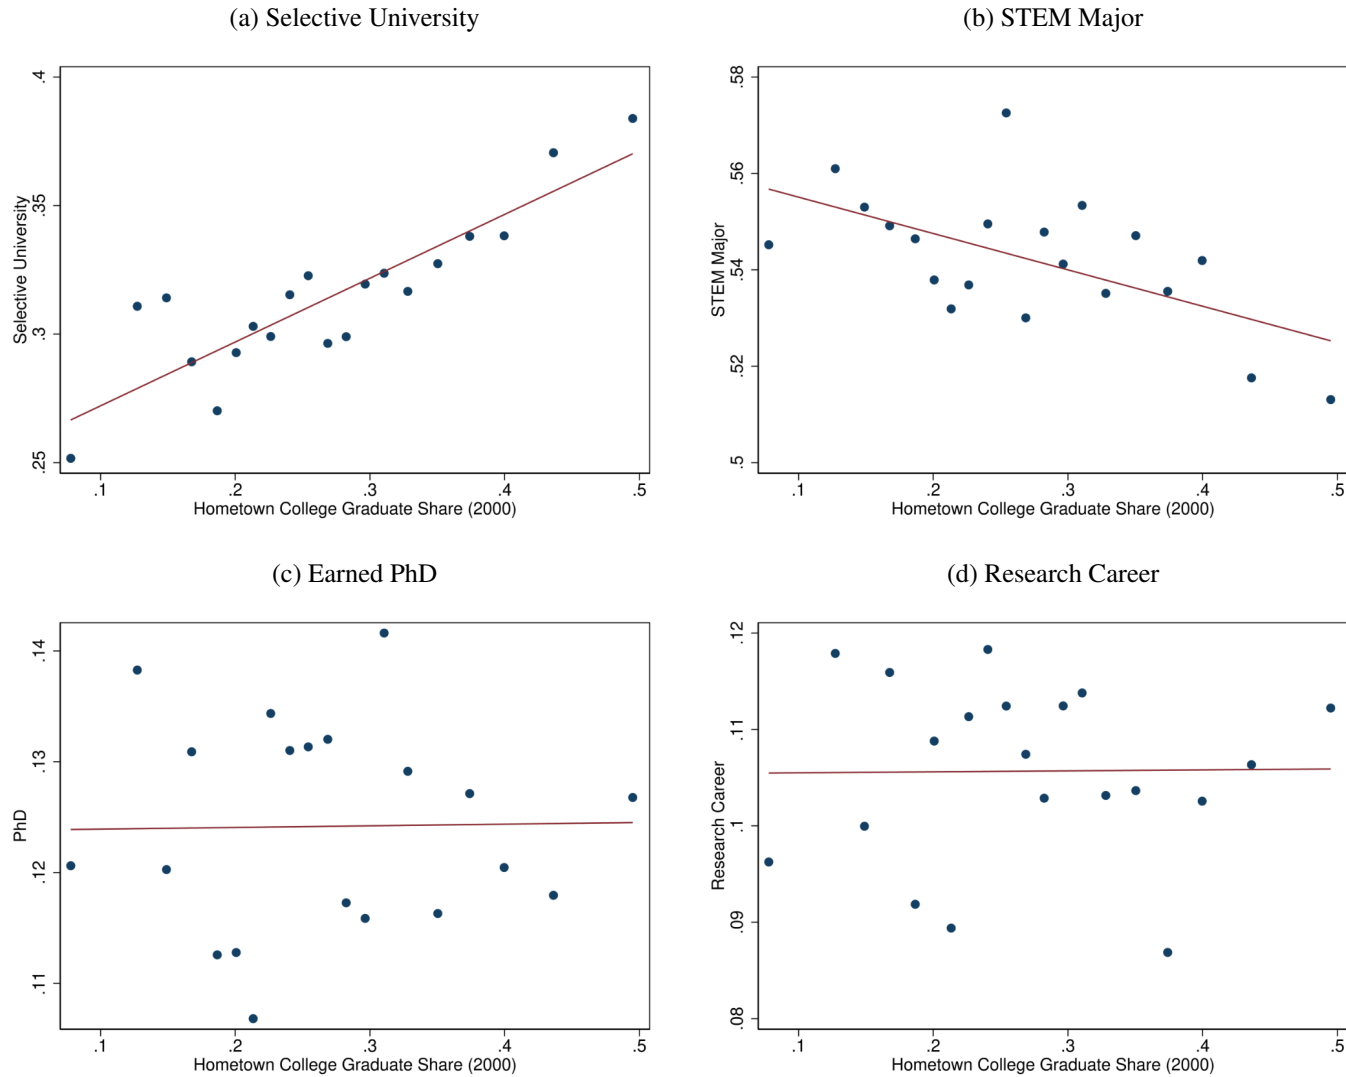 (a) Selective University
(b) STEM Major
.4
.35
.3
.25
Selective University
.1 .2 .3 .4 .5
Hometown College Graduate Share (2000)
.58
.56
.54
.52
.5
STEM Major
.1 .2 .3 .4 .5
Hometown College Graduate Share (2000)
(c) Earned PhD
(d) Research Career
.14
.13
.12
.11
PhD
.1 .2 .3 .4 .5
Hometown College Graduate Share (2000)
.12
.11
.1
.09
.08
Research Career
.1 .2 .3 .4 .5
Hometown College Graduate Share (2000)